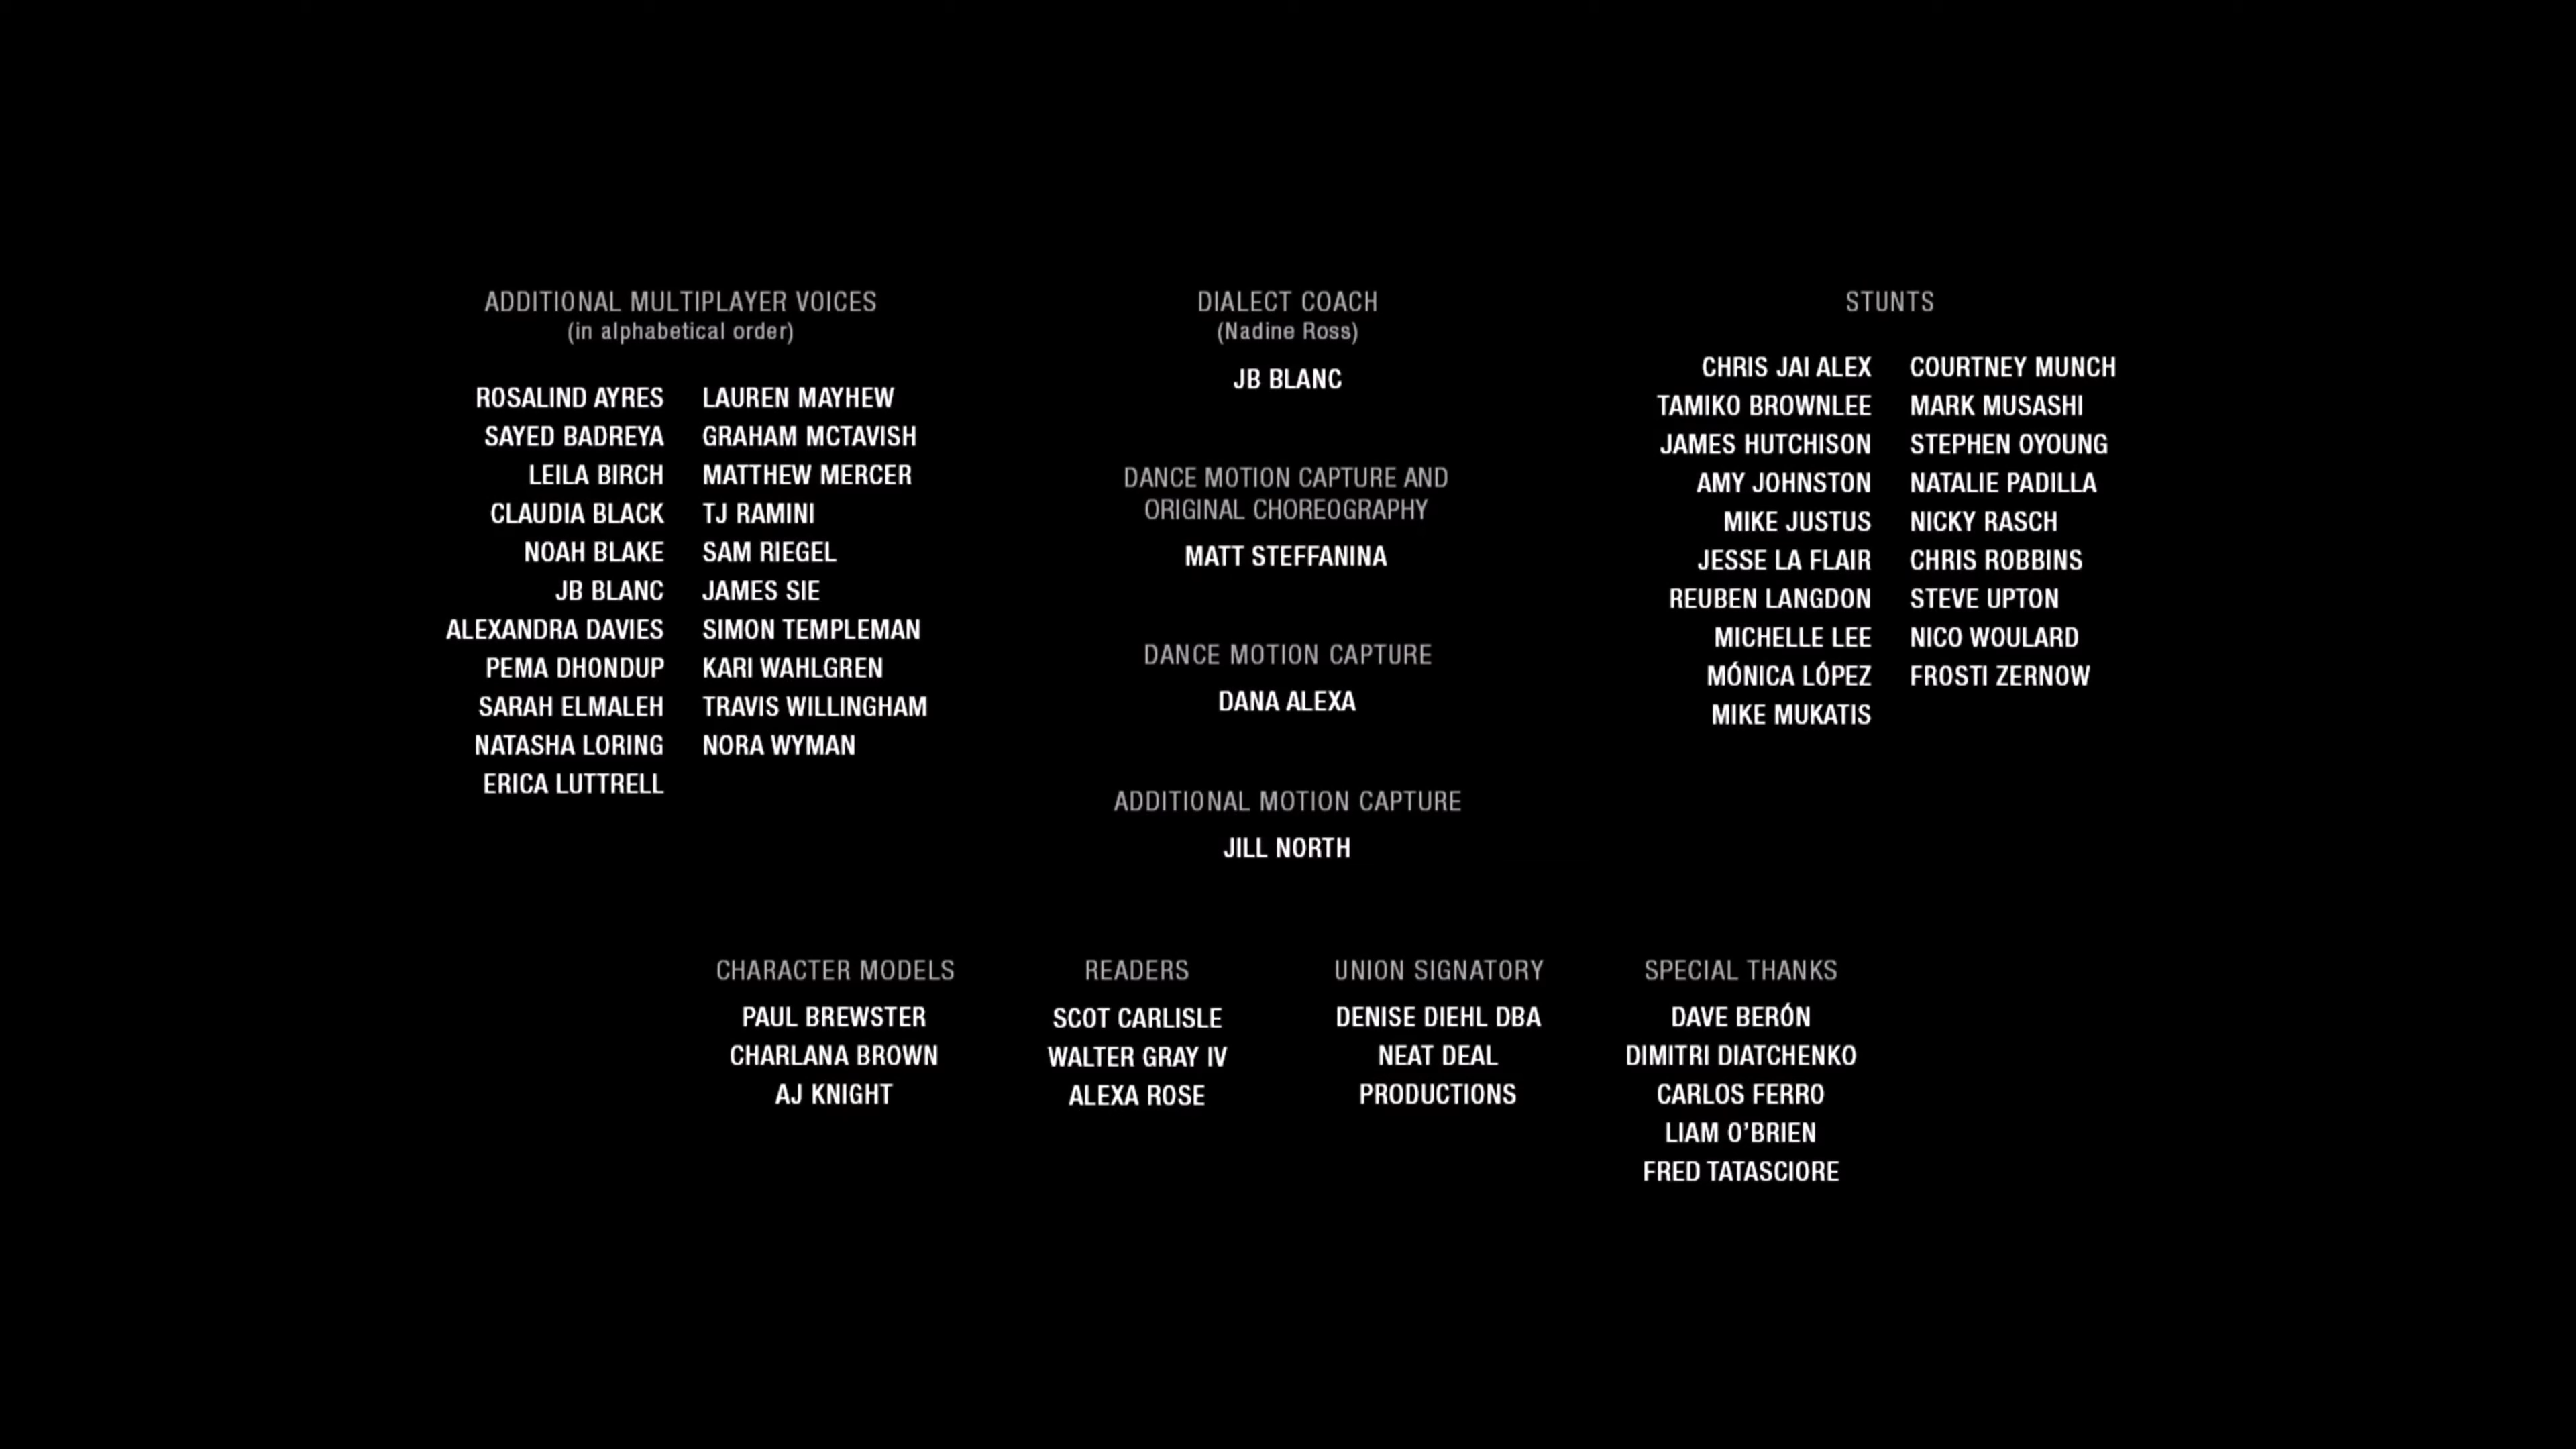 ADDITIONAL MULTIPLAYER VOICES
(in alphabetical order)
ROSALIND AYRES
SAYED BADREYA
LEILA BIRCH
CLAUDIA BLACK
NOAH BLAKE
JB BLANC
ALEXANDRA DAVIES
PEMA DHONDUP
SARAH ELMALEH
NATASHA LORING
ERICA LUTTRELL
LAUREN MAYHEW
GRAHAM MCTAVISH
MATTHEW MERCER
TJ RAMINI
SAM RIEGEL
JAMES SIE
SIMON TEMPLEMAN
KARI WAHLGREN
TRAVIS WILLINGHAM
NORA WYMAN
DIALECT COACH
(Nadine Ross)
JB BLANC
DANCE MOTION CAPTURE AND
ORIGINAL CHOREOGRAPHY
MATT STEFFANINA
DANCE MOTION CAPTURE
DANA ALEXA
ADDITIONAL MOTION CAPTURE
JILL NORTH
STUNTS
CHRIS JAI ALEX
TAMIKO BROWNLEE
JAMES HUTCHISON
AMY JOHNSTON
MIKE JUSTUS
JESSE LA FLAIR
REUBEN LANGDON
MICHELLE LEE
MÓNICA LÓPEZ
MIKE MUKATIS
COURTNEY MUNCH
MARK MUSASHI
STEPHEN OYOUNG
NATALIE PADILLA
NICKY RASCH
CHRIS ROBBINS
STEVE UPTON
NICO WOULARD
FROSTI ZERNOW
CHARACTER MODELS
PAUL BREWSTER
CHARLANA BROWN
AJ KNIGHT
READERS
SCOT CARLISLE
WALTER GRAY IV
ALEXA ROSE
UNION SIGNATORY
DENISE DIEHL DBA
NEAT DEAL
PRODUCTIONS
SPECIAL THANKS
DAVE BERÓN
DIMITRI DIATCHENKO
CARLOS FERRO
LIAM O’BRIEN
FRED TATASCIORE